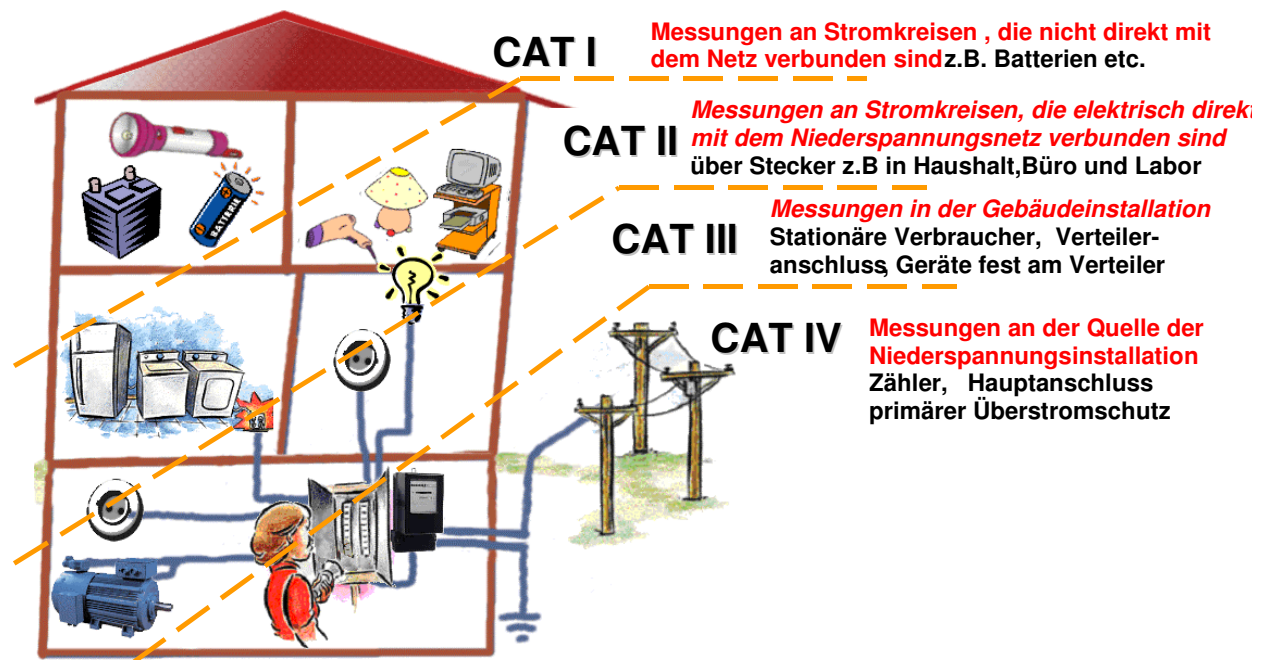 CAT I
Messungen an Stromkreisen , die nicht direkt mit
dem Netz verbunden sind z.B. Batterien etc.
CAT II
Messungen an Stromkreisen, die elektrisch direkt
mit dem Niederspannungsnetz verbunden sind
über Stecker z.B in Haushalt,Büro und Labor
CAT III
Messungen in der Gebäudeinstallation
Stationäre Verbraucher, Verteiler-
anschluss, Geräte fest am Verteiler
CAT IV
Messungen an der Quelle der
Niederspannungsinstallation
Zähler, Hauptanschluss
primärer Überstromschutz
BATTERIE